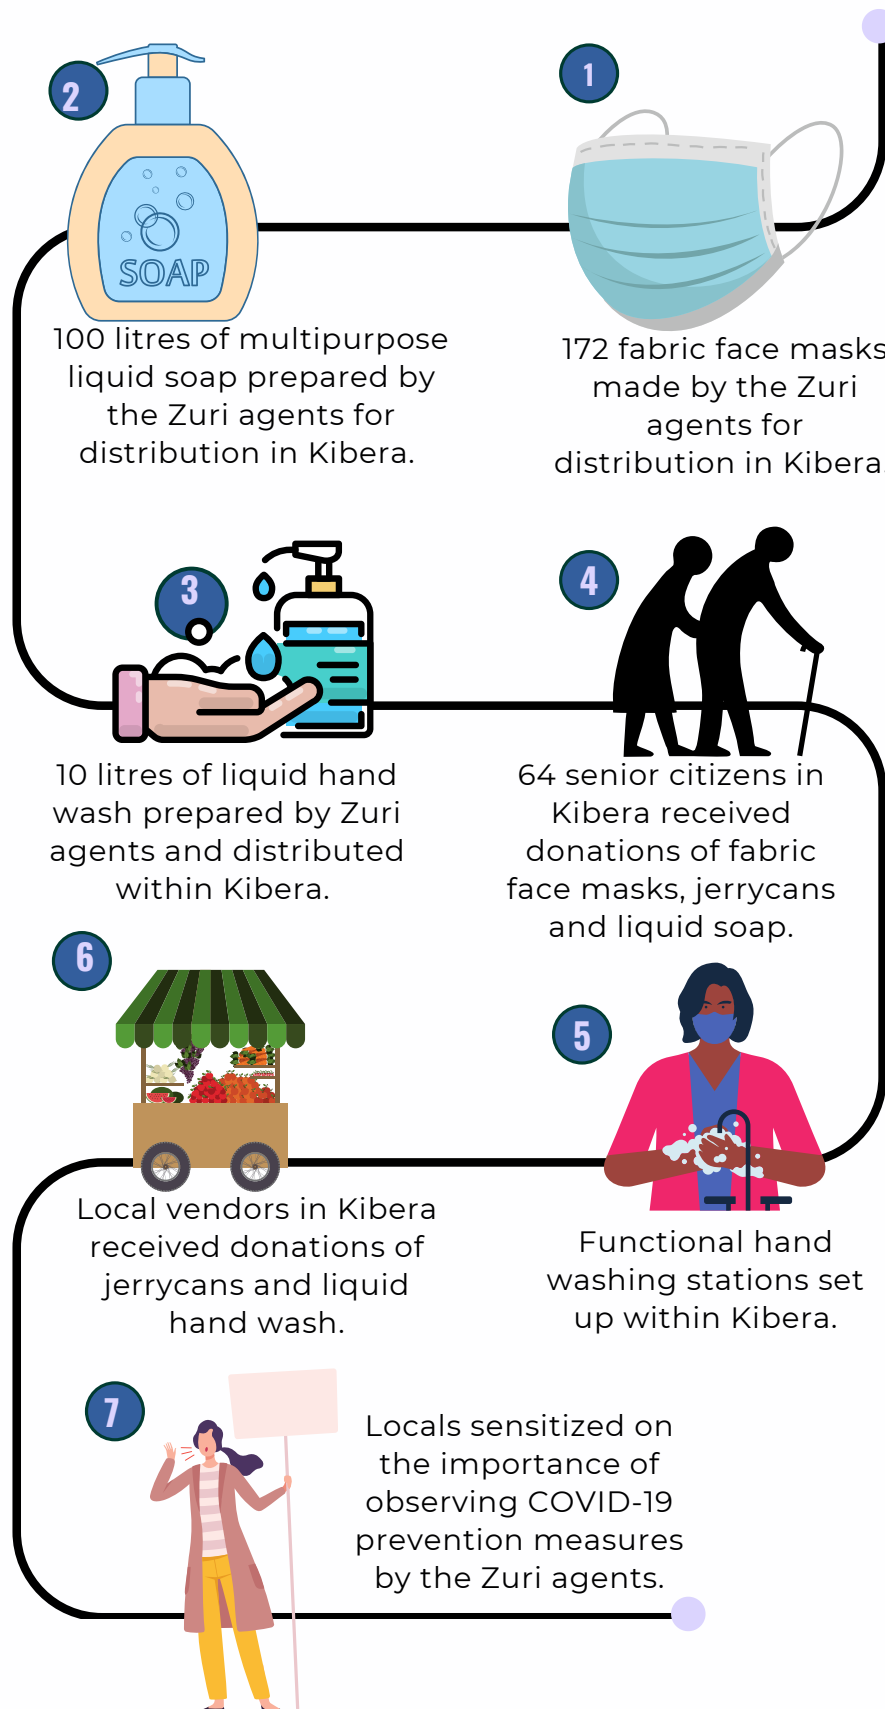 1
172 fabric face masks
made by the Zuri
agents for
distribution in Kibera.
2
SOAP
100 litres of multipurpose
liquid soap prepared by
the Zuri agents for
distribution in Kibera.
3
10 litres of liquid hand
wash prepared by Zuri
agents and distributed
within Kibera.
4
64 senior citizens in
Kibera received
donations of fabric
face masks, jerrycans
and liquid soap.
5
Functional hand
washing stations set
up within Kibera.
6
Local vendors in Kibera
received donations of
jerrycans and liquid
hand wash.
7
Locals sensitized on
the importance of
observing COVID-19
prevention measures
by the Zuri agents.